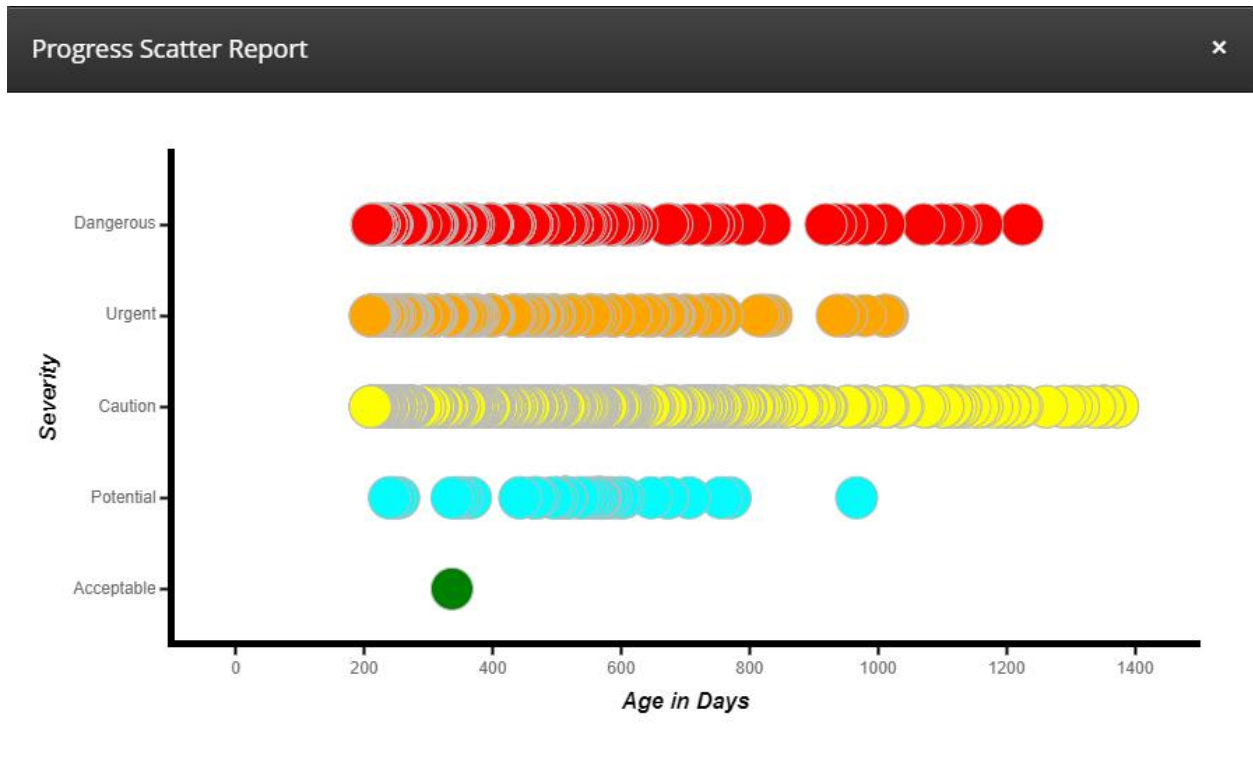 Progress Scatter Report ×
Dangerous
Urgent
Caution
Potential
Acceptable
Severity
0 200 400 600 800 1000 1200 1400
Age in Days